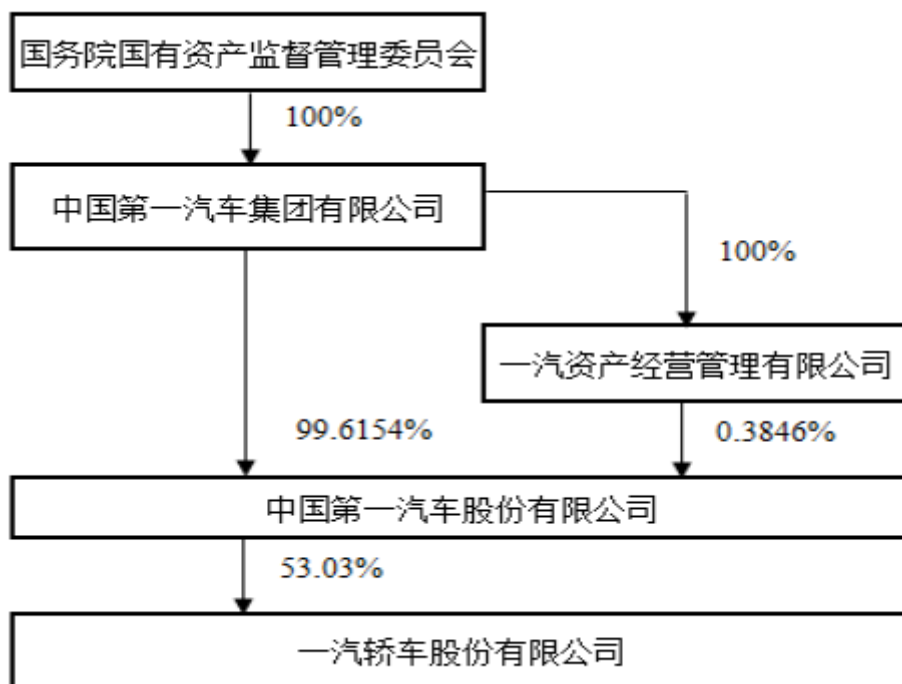 国务院国有资产监督管理委员会
100%
中国第一汽车集团有限公司
100%
一汽资产经营管理有限公司
99.6154%
0.3846%
中国第一汽车股份有限公司
53.03%
一汽轿车股份有限公司